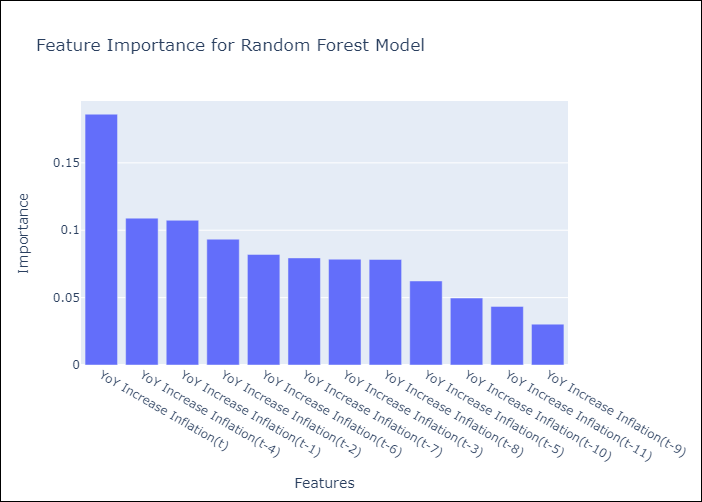 Feature Importance for Random Forest Model
Importance
0.15
0.1
0.05
0
YoY Increase Inflation(t)
YoY Increase Inflation(t-4)
YoY Increase Inflation(t-1)
YoY Increase Inflation(t-2)
YoY Increase Inflation(t-6)
YoY Increase Inflation(t-7)
YoY Increase Inflation(t-3)
YoY Increase Inflation(t-8)
YoY Increase Inflation(t-5)
YoY Increase Inflation(t-10)
YoY Increase Inflation(t-11)
YoY Increase Inflation(t-9)
Features